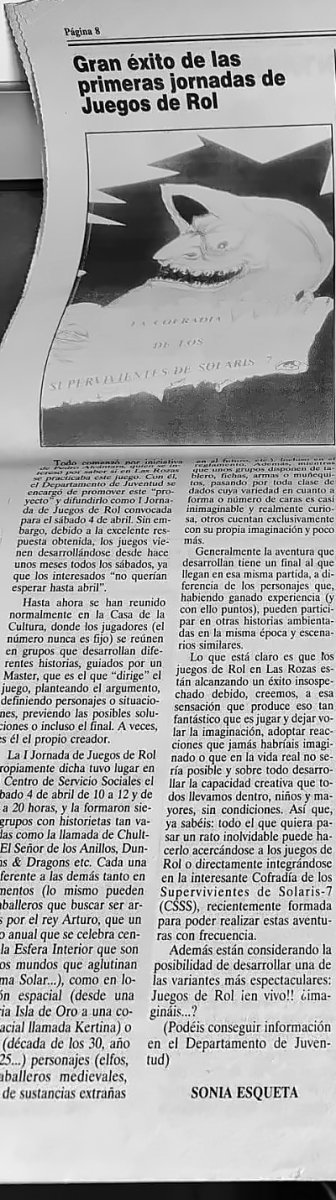 Página 8
Gran éxito de las
primeras jornadas de
Juegos de Rol
LA COFRADIA
DE LOS
SUPERVIVIENTES DE SOLARIS 7
Todo comenzó por iniciativa
se practicaba este juego. Con él,
el Departamento de Juventud se
encargó de promover este "pro-
yecto" y difundirlo como I Jorna-
da de Juegos de Rol convocada
para el sábado 4 de abril. Sin em-
bargo, debido a la excelente res-
puesta obtenida, los juegos vie-
nen desarrollándose desde hace
unos meses todos los sábados, ya
que los interesados "no querían
esperar hasta abril".
Hasta ahora se han reunido
normalmente en la Casa de la
Cultura, donde los jugadores (el
número nunca es fijo) se reúnen
en grupos que desarrollan dife-
rentes historias, guiados por un
Master, que es el que "dirige" el
juego, planteando el argumento,
definiendo personajes o situacio-
nes, previendo las posibles solu-
ciones o incluso el final. A veces,
es él el propio creador.
La I Jornada de Juegos de Rol
ropiamente dicha tuvo lugar en
Centro de Servicio Sociales el
bado 4 de abril de 10 a 12 y de
a 20 horas, y la formaron sie-
grupos con historietas tan va-
das como la llamada de Chult-
El Señor de los Anillos, Dun-
ns & Dragons etc. Cada una
ferente a las demás tanto en
mentos (lo mismo pueden
aballeros que buscar ser ar-
s por el rey Arturo, que un
o anual que se celebra cen-
la Esfera Interior que son
os mundos que aglutinan
ma Solar...), como en lo-
ón espacial (desde una
ria Isla de Oro a una co-
acial llamada Kertina) o
(década de los 30, año
25...) personajes (elfos,
aballeros medievales,
de sustancias extrañas
reglamento. Además, mientras
que unos grupos disponen de ta-
blero, fichas, armas o muñequi-
tos, pasando por toda clase de
dados cuya variedad en cuanto a
forma o número de caras es casi
inimaginable y realmente curio-
sa, otros cuentan exclusivamente
con su propia imaginación y poco
más.
Generalmente la aventura que
desarrollan tiene un final al que
llegan en esa misma partida, a di-
ferencia de los personajes que,
habiendo ganado experiencia (y
con ello puntos), pueden partici-
par en otras historias ambienta-
das en la misma época y escena-
rios similares.
Lo que está claro es que los
juegos de Rol en Las Rozas
están alcanzando un éxito insospe-
chado debido, creemos, a esa
sensación que produce eso tan
fantástico que es jugar y dejar vo-
lar la imaginación, adoptar reac-
ciones que jamás habríais imagi-
nado o que en la vida real no se-
ría posible y sobre todo desarro-
llar la capacidad creativa que to-
dos llevamos dentro, niños y ma-
yores, sin condiciones. Así que,
ya sabéis: todo el que quiera pa-
sar un rato inolvidable puede ha-
cerlo acercándose a los juegos de
Rol o directamente integrándose
en la interesante Cofradía de los
Supervivientes de Solaris-7
(CSSS), recientemente formada
para poder realizar estas aventu-
ras con frecuencia.
Además están considerando la
posibilidad de desarrollar una de
las variantes más espectaculares:
Juegos de Rol ¡en vivo!! ¿ima-
gináis...?
(Podéis conseguir información
en el Departamento de Juven-
tud)
SONIA ESQUETA